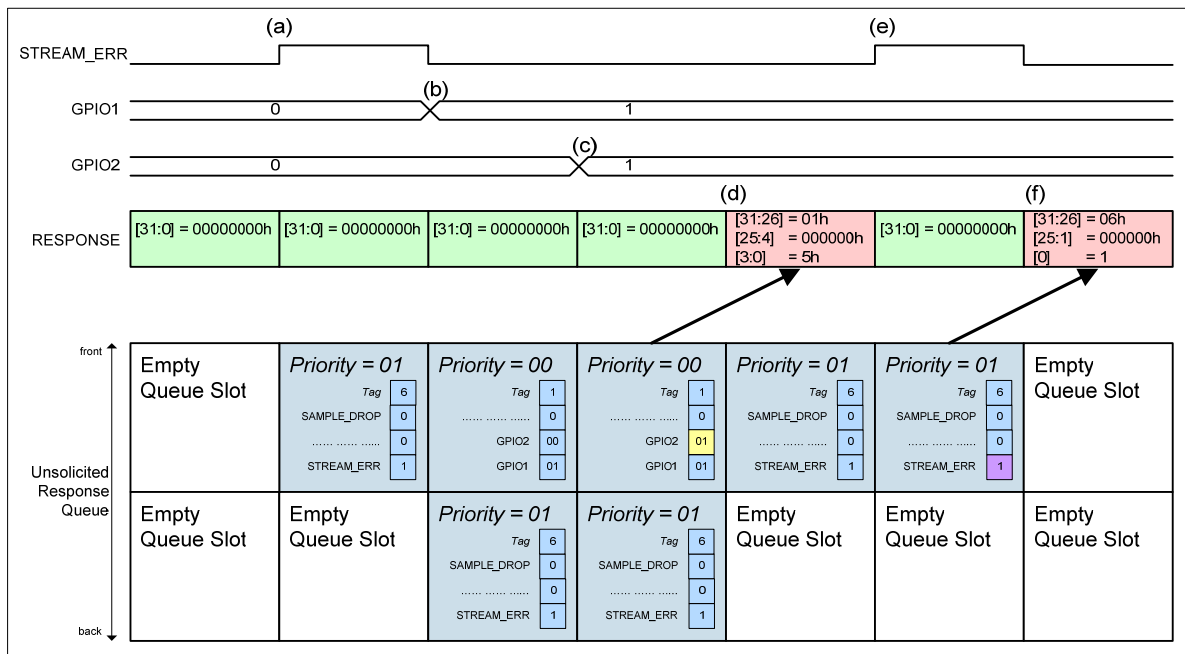 (a)
(e)
STREAM_ERR
(b)
GPIO1
0
1
(c)
GPIO2
0
1
(d)
(f)
RESPONSE
[31:0] = 00000000h
[31:0] = 00000000h
[31:0] = 00000000h
[31:0] = 00000000h
[31:26] = 01h
[25:4] = 000000h
[3:0] = 5h
[31:0] = 00000000h
[31:26] = 06h
[25:1] = 000000h
[0] = 1
front
Unsolicited
Response
Queue
back
Empty
Queue Slot
Priority = 01
Tag 6
SAMPLE_DROP 0
...... ...... ...... 0
STREAM_ERR 1
Priority = 00
Tag 1
...... ...... ...... 0
GPIO2 00
GPIO1 01
Priority = 00
Tag 1
...... ...... ...... 0
GPIO2 01
GPIO1 01
Priority = 01
Tag 6
SAMPLE_DROP 0
...... ...... ...... 0
STREAM_ERR 1
Priority = 01
Tag 6
SAMPLE_DROP 0
...... ...... ...... 0
STREAM_ERR 1
Empty
Queue Slot
Empty
Queue Slot
Empty
Queue Slot
Priority = 01
Tag 6
SAMPLE_DROP 0
...... ...... ...... 0
STREAM_ERR 1
Priority = 01
Tag 6
SAMPLE_DROP 0
...... ...... ...... 0
STREAM_ERR 1
Empty
Queue Slot
Empty
Queue Slot
Empty
Queue Slot